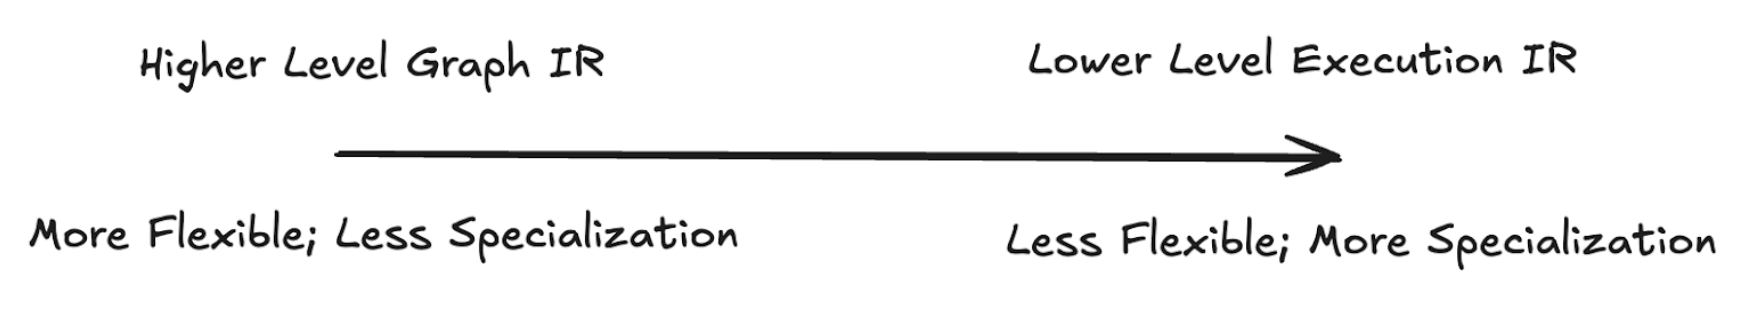 Higher Level Graph IR
Lower Level Execution IR
More Flexible; Less Specialization
Less Flexible; More Specialization